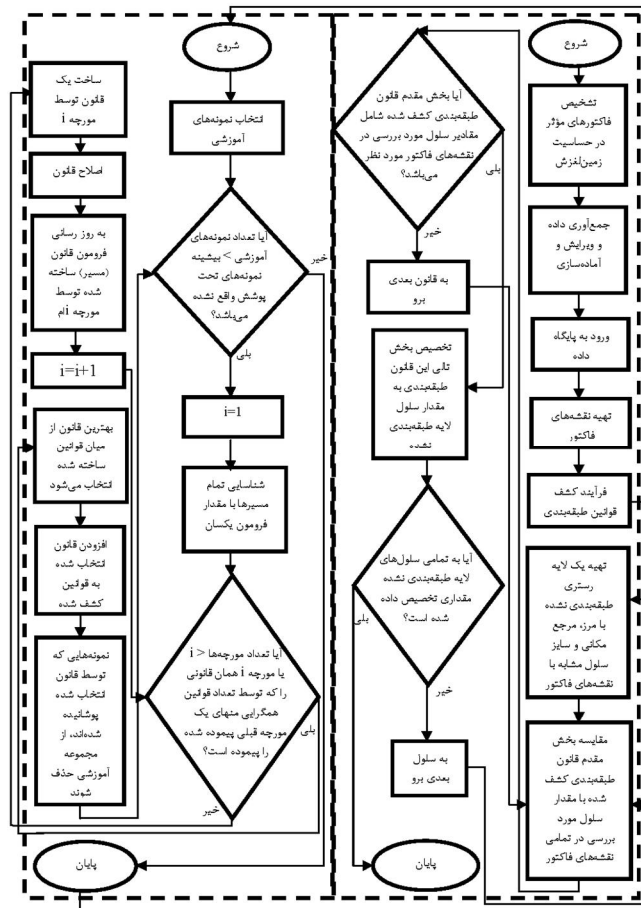 شروع
تشخیص
فاکتورهای مؤثر
در حساسیت
زمین‌لغزش
جمع‌آوری داده
و ویرایش و
آماده‌سازی
ورود به پایگاه
داده
تهیه نقشه‌های
فاکتور
فرآیند کشف
قوانین طبقه‌بندی
تهیه یک لایه
رستری
طبقه‌بندی نشده
با مرز، مرجع
مکانی و سایز
سلول مشابه با
نقشه‌های فاکتور
مقایسه بخش
مقدم قانون
طبقه‌بندی کشف
شده با مقدار
سلول مورد
بررسی در تمامی
نقشه‌های فاکتور
آیا بخش مقدم قانون
طبقه‌بندی کشف شده شامل
مقادیر سلول مورد بررسی در
نقشه‌های فاکتور مورد نظر
می‌باشد؟
بلی
خیر
به قانون بعدی
برو
تخصیص بخش
تالی این قانون
طبقه‌بندی به
مقدار سلول
لایه طبقه‌بندی
نشده
آیا به تمامی سلول‌های
لایه طبقه‌بندی نشده
مقداری تخصیص داده
شده است؟
بلی
خیر
به سلول
بعدی برو
پایان
شروع
انتخاب نمونه‌های
آموزشی
آیا تعداد نمونه‌های
آموزشی > بیشینه
نمونه‌های تحت
پوشش واقع نشده
می‌باشد؟
خیر
بلی
i=1
شناسایی تمام
مسیرها با مقدار
فرومون یکسان
آیا تعداد مورچه‌ها > i
یا مورچه i همان قانونی
را که توسط تعداد قوانین
همگرایی منهای یک
مورچه قبلی پیموده شده
را پیموده است؟
بلی
خیر
ساخت یک
قانون توسط
مورچه i
اصلاح قانون
به روز رسانی
فرومون قانون
(مسیر) ساخته
شده توسط
مورچه iام
i=i+1
بهترین قانون از
میان قوانین
ساخته شده
انتخاب می‌شود
افزودن قانون
انتخاب شده
به قوانین
کشف شده
نمونه‌هایی که
توسط قانون
انتخاب شده
پوشانیده
شده‌اند، از
مجموعه
آموزشی حذف
شوند
پایان